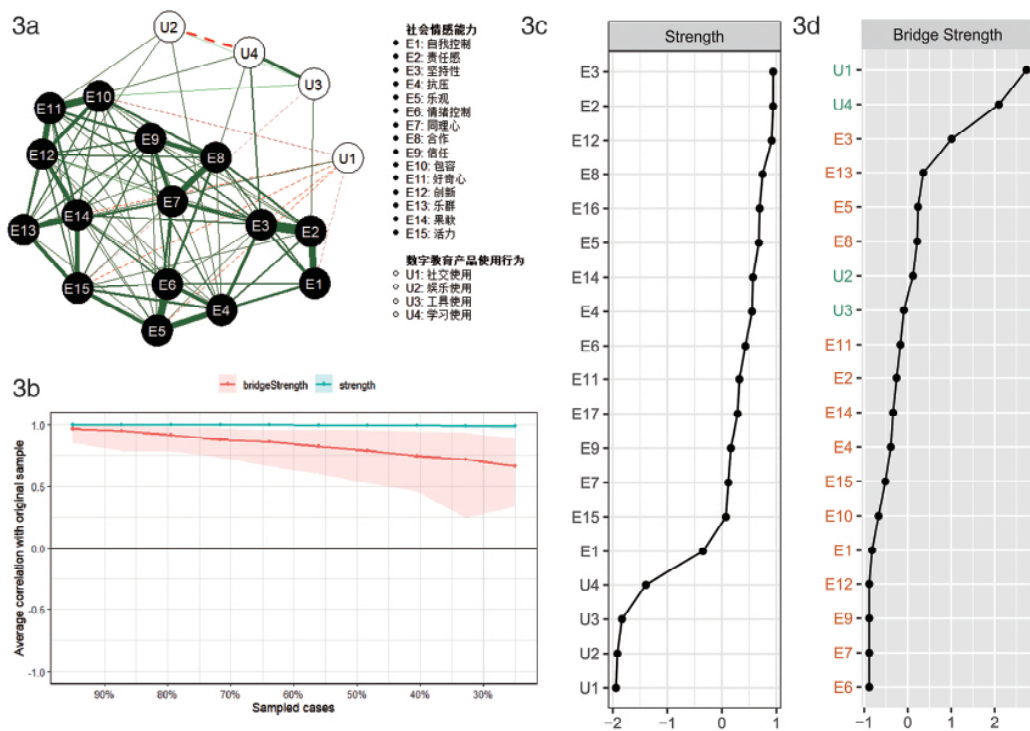 3a
U2
U4
U3
U1
E10
E11
E9
E8
E12
E7
E14
E13
E3
E2
E6
E15
E4
E1
E5
社会情感能力
E1: 自我控制
E2: 责任感
E3: 坚持性
E4: 抗压
E5: 乐观
E6: 情绪控制
E7: 同理心
E8: 合作
E9: 信任
E10: 包容
E11: 好奇心
E12: 创新
E13: 乐群
E14: 果敢
E15: 活力
数字教育产品使用行为
U1: 社交使用
U2: 娱乐使用
U3: 工具使用
U4: 学习使用
3b
bridgeStrength strength
Average correlation with original sample
1.0
0.5
0.0
-0.5
-1.0
90% 80% 70% 60% 50% 40% 30%
Sampled cases
3c
Strength
E3
E2
E12
E8
E16
E5
E14
E4
E6
E11
E17
E9
E7
E15
E1
U4
U3
U2
U1
−2 −1 0 1
3d
Bridge Strength
U1
U4
E3
E13
E5
E8
U2
U3
E11
E2
E14
E4
E15
E10
E1
E12
E9
E7
E6
−1 0 1 2